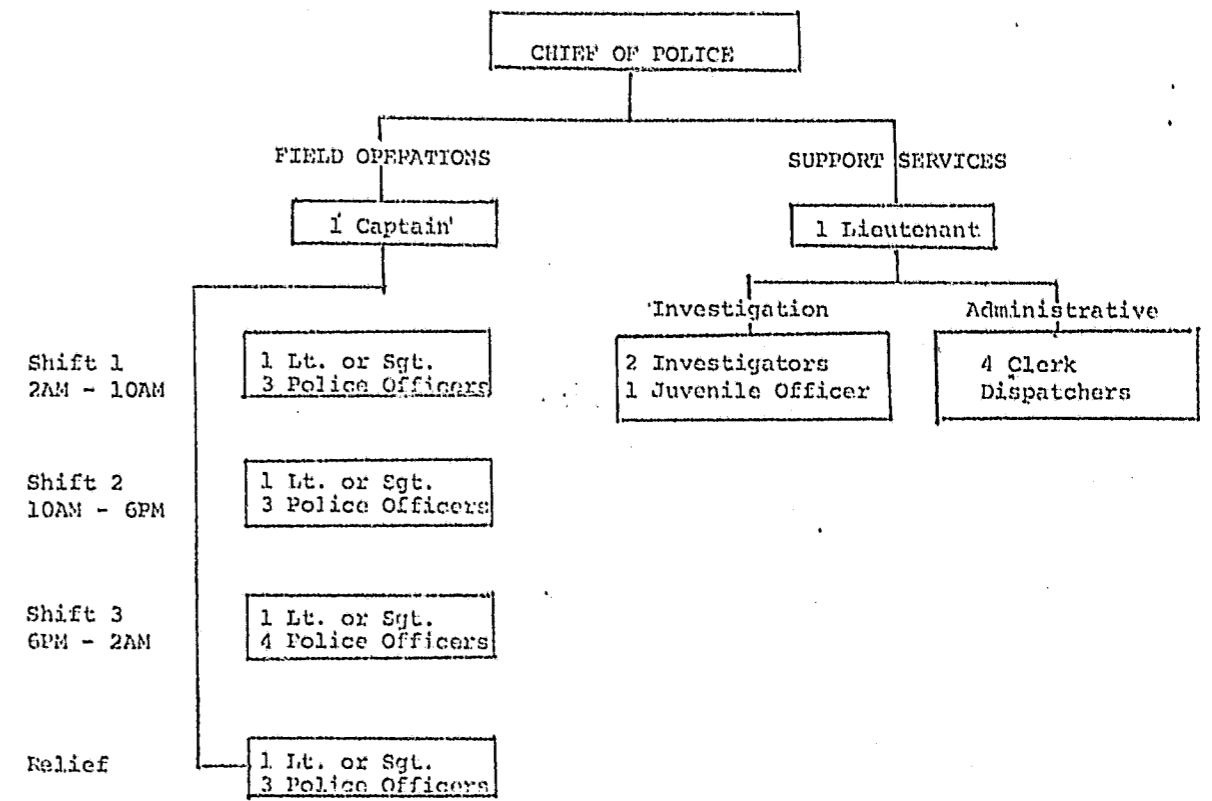 CHIEF OF POLICE
FIELD OPERATIONS
SUPPORT SERVICES
1 Captain
1 Lieutenant
Investigation
Administrative
Shift 1
2AM - 10AM
1 Lt. or Sgt.
3 Police Officers
2 Investigators
1 Juvenile Officer
4 Clerk
Dispatchers
Shift 2
10AM - 6PM
1 Lt. or Sgt.
3 Police Officers
Shift 3
6PM - 2AM
1 Lt. or Sgt.
4 Police Officers
Relief
1 Lt. or Sgt.
3 Police Officers